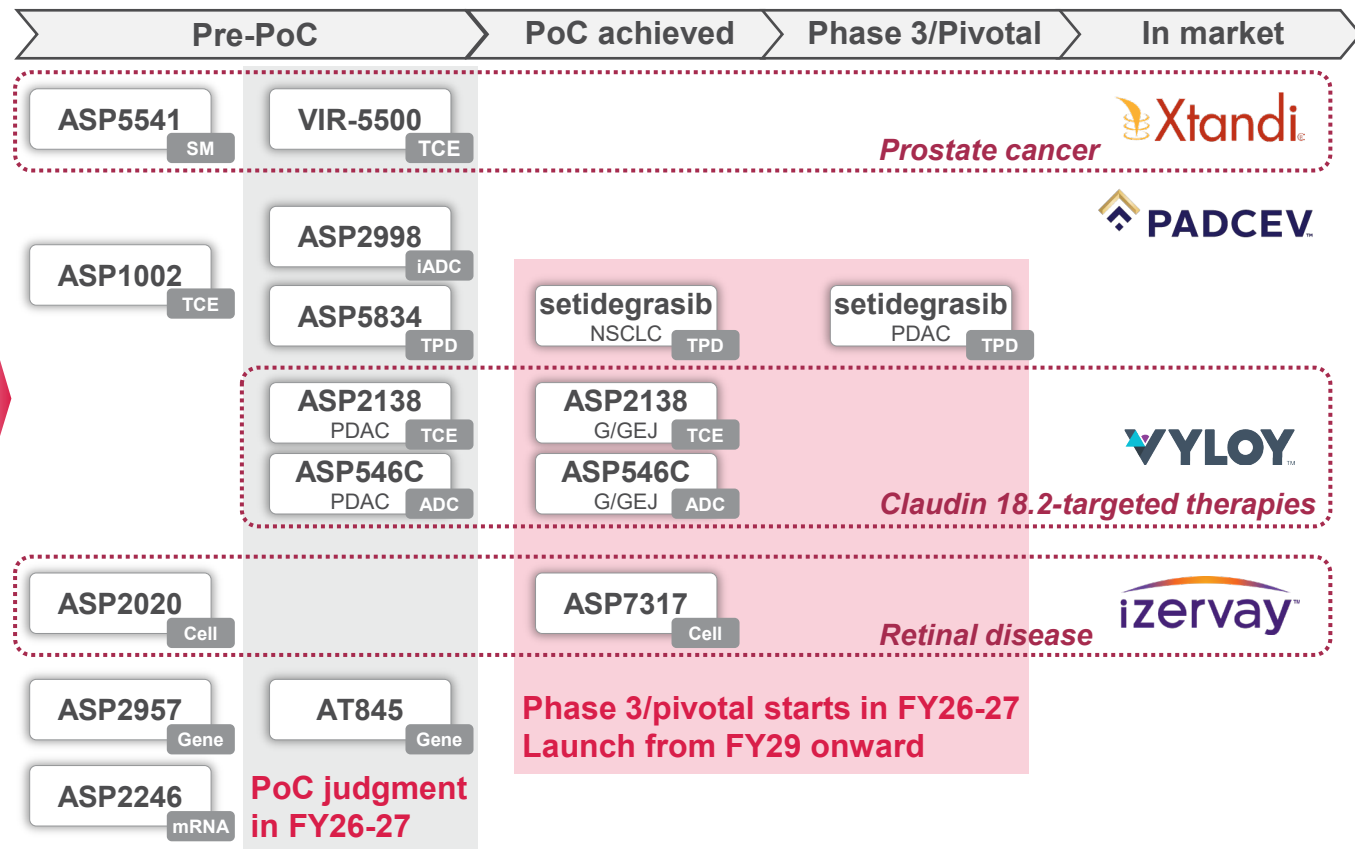 Pre-PoC
PoC achieved
Phase 3/Pivotal
In market
ASP5541
SM
VIR-5500
TCE
Prostate cancer
Xtandi
PADCEV™
ASP1002
TCE
ASP2998
iADC
ASP5834
TPD
setidegrasib
NSCLC
TPD
setidegrasib
PDAC
TPD
ASP2138
PDAC
TCE
ASP2138
G/GEJ
TCE
ASP546C
PDAC
ADC
ASP546C
G/GEJ
ADC
VYLOY™
Claudin 18.2-targeted therapies
ASP2020
Cell
ASP7317
Cell
Retinal disease
izervay™
ASP2957
Gene
AT845
Gene
Phase 3/pivotal starts in FY26-27
Launch from FY29 onward
ASP2246
mRNA
PoC judgment
in FY26-27